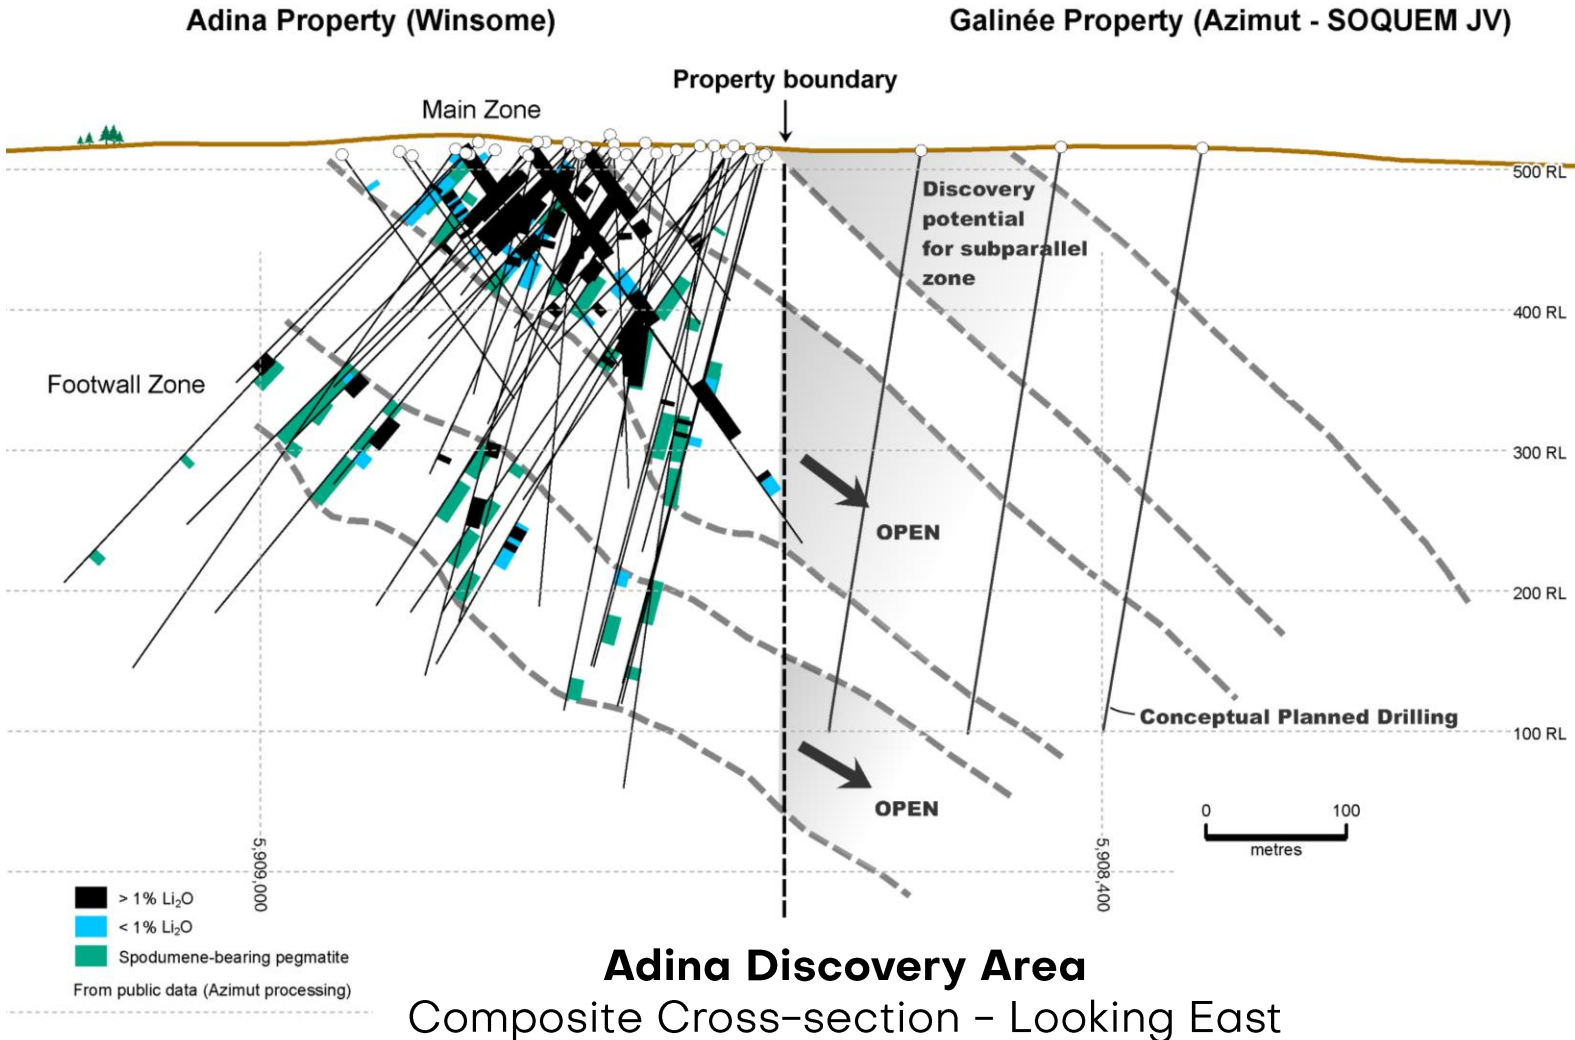 Adina Property (Winsome)
Galinée Property (Azimut - SOQUEM JV)
Property boundary
Main Zone
500 RL
Discovery
potential
for subparallel
zone
400 RL
Footwall Zone
300 RL
OPEN
200 RL
Conceptual Planned Drilling
100 RL
OPEN
0 100
metres
5,909,000
5,908,400
> 1% Li₂O
< 1% Li₂O
Spodumene-bearing pegmatite
From public data (Azimut processing)
Adina Discovery Area
Composite Cross-section - Looking East